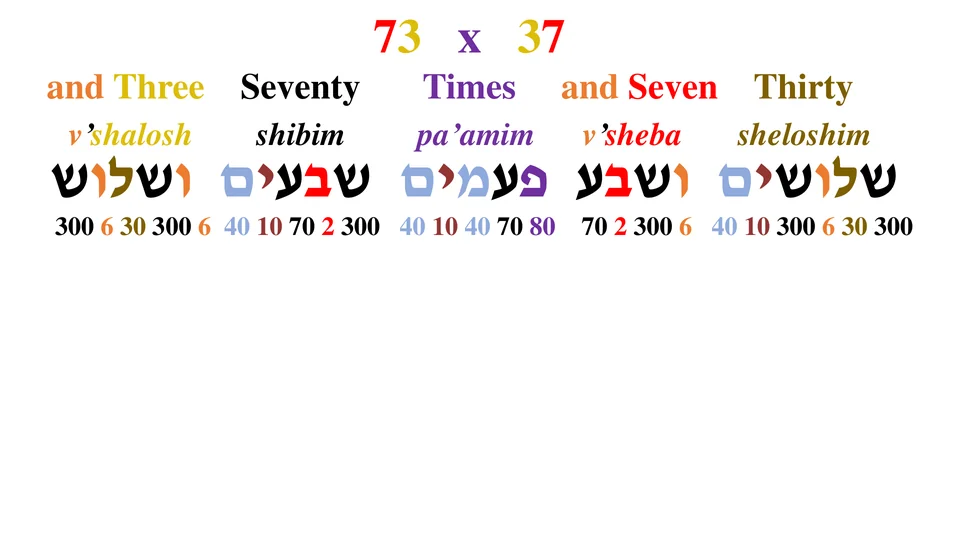 73 x 37
and Three Seventy Times and Seven Thirty
v’shalosh shibim pa’amim v’sheba sheloshim
שלושים ושבע פעמים שבעים ושלוש
300 6 30 300 6 40 10 70 2 300 40 10 40 70 80 70 2 300 6 40 10 300 6 30 300